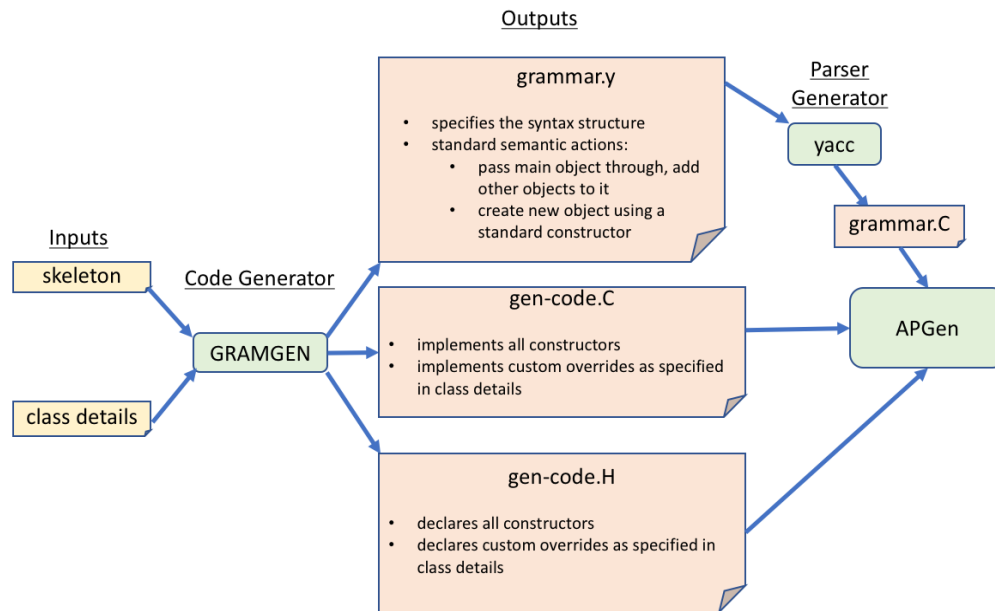 Outputs
grammar.y
• specifies the syntax structure
• standard semantic actions:
• pass main object through, add
other objects to it
• create new object using a
standard constructor
Parser
Generator
yacc
grammar.C
Inputs
skeleton
class details
Code Generator
GRAMGEN
gen-code.C
• implements all constructors
• implements custom overrides as specified
in class details
APGen
gen-code.H
• declares all constructors
• declares custom overrides as specified in
class details